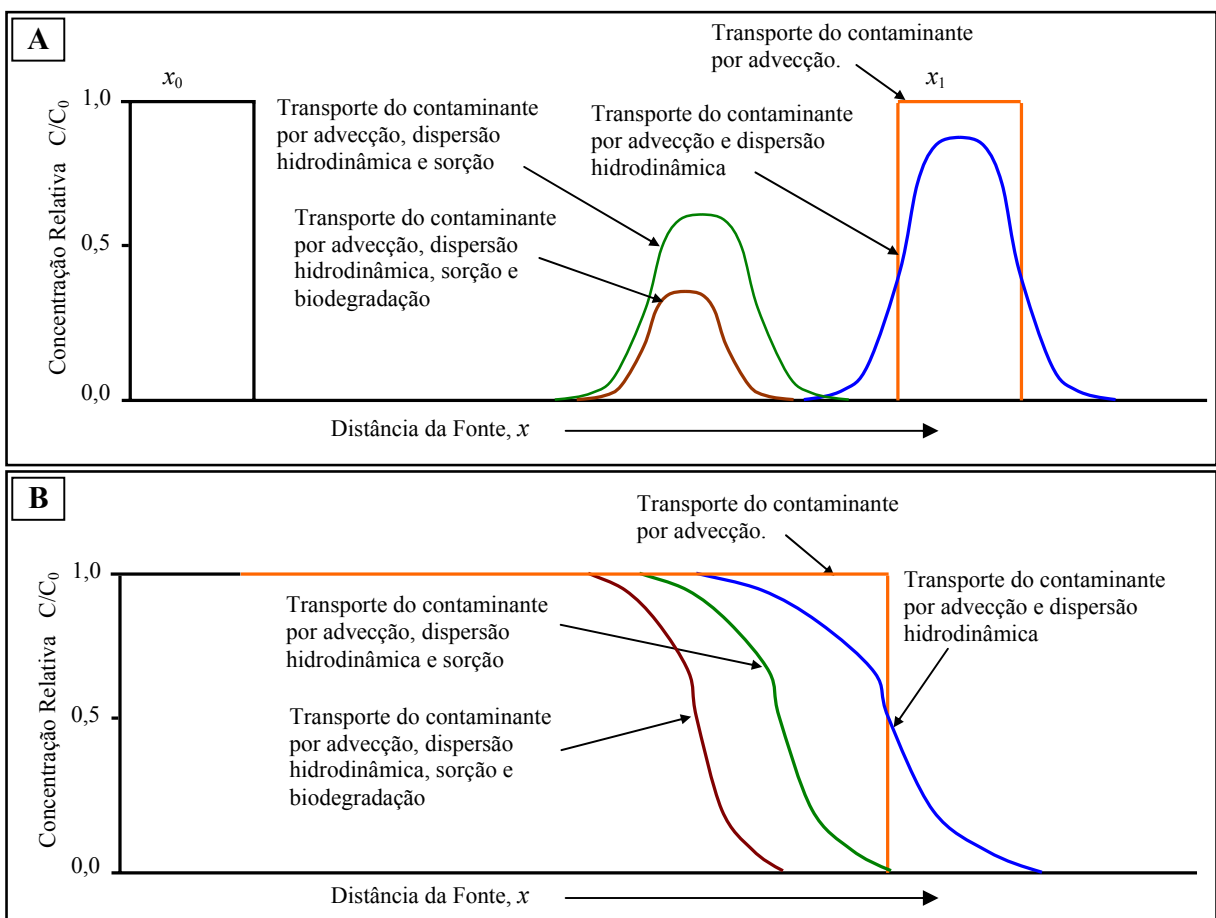 A
Transporte do contaminante
por advecção.
x₀
x₁
1,0
Transporte do contaminante
por advecção, dispersão
hidrodinâmica e sorção
Transporte do contaminante
por advecção e dispersão
hidrodinâmica
Transporte do contaminante
por advecção, dispersão
hidrodinâmica, sorção e
biodegradação
0,5
0,0
Concentração Relativa C/C₀
Distância da Fonte, x
B
Transporte do contaminante
por advecção.
1,0
Transporte do contaminante
por advecção e dispersão
hidrodinâmica
Transporte do contaminante
por advecção, dispersão
hidrodinâmica e sorção
0,5
Transporte do contaminante
por advecção, dispersão
hidrodinâmica, sorção e
biodegradação
0,0
Concentração Relativa C/C₀
Distância da Fonte, x